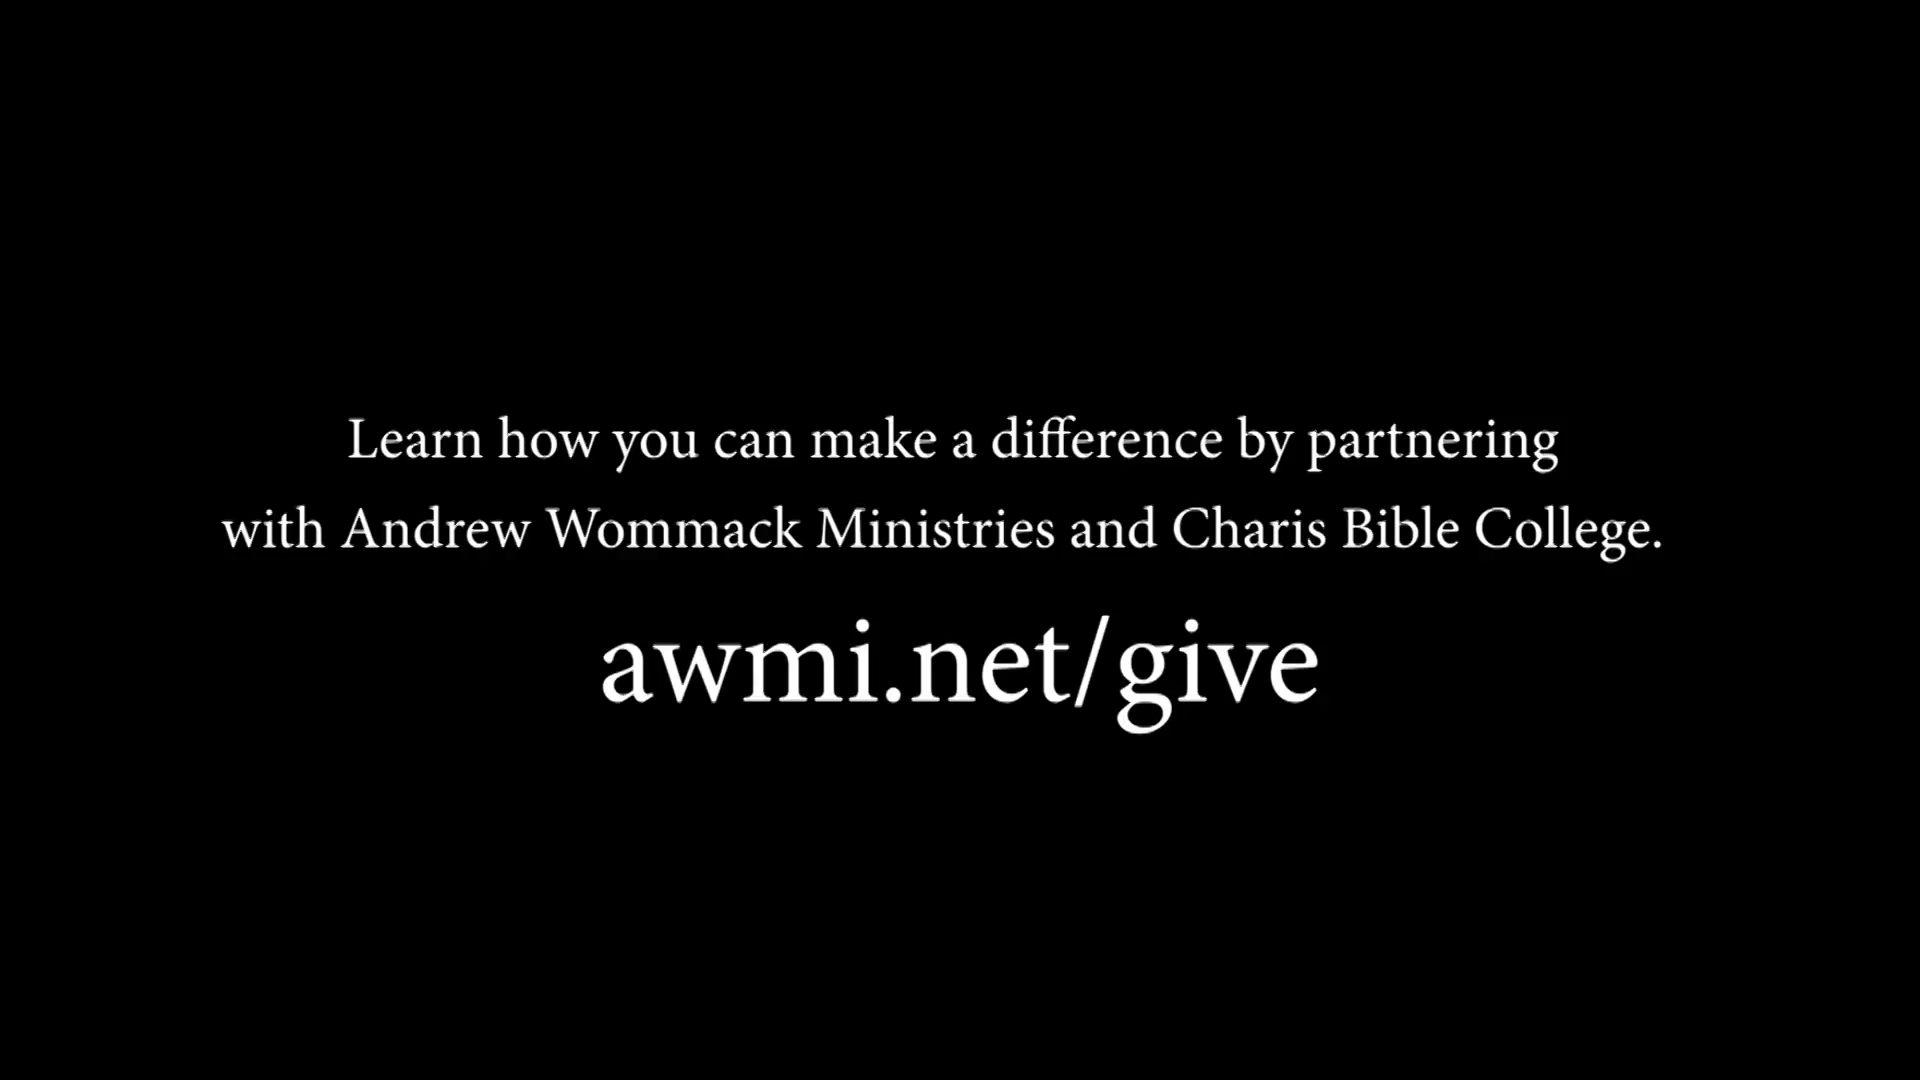 Learn how you can make a difference by partnering
with Andrew Wommack Ministries and Charis Bible College.
awmi.net/give